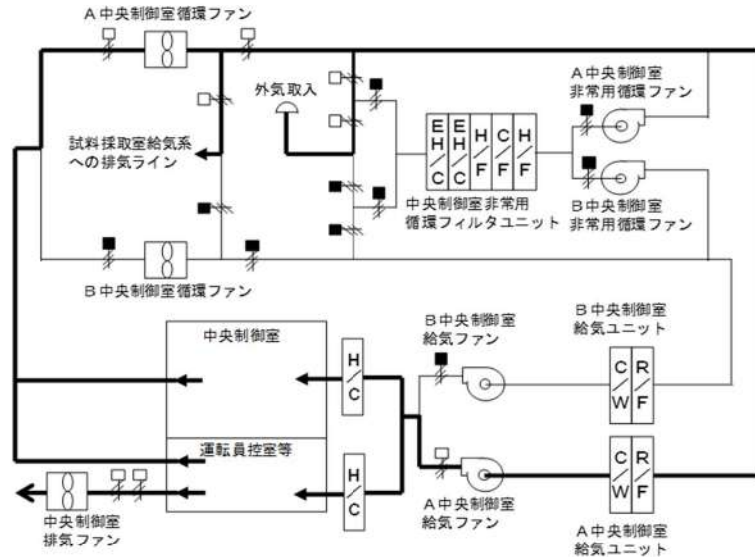 A中央制御室循環ファン
外気取入
A中央制御室
非常用循環ファン
試料採取室給気系
への排気ライン
EH/C
EH/C
H/F
C/F
H/F
中央制御室非常用
循環フィルタユニット
B中央制御室
非常用循環ファン
B中央制御室循環ファン
中央制御室
H/C
B中央制御室
給気ファン
B中央制御室
給気ユニット
C/W
R/F
運転員控室等
H/C
中央制御室
排気ファン
A中央制御室
給気ファン
C/W
R/F
A中央制御室
給気ユニット